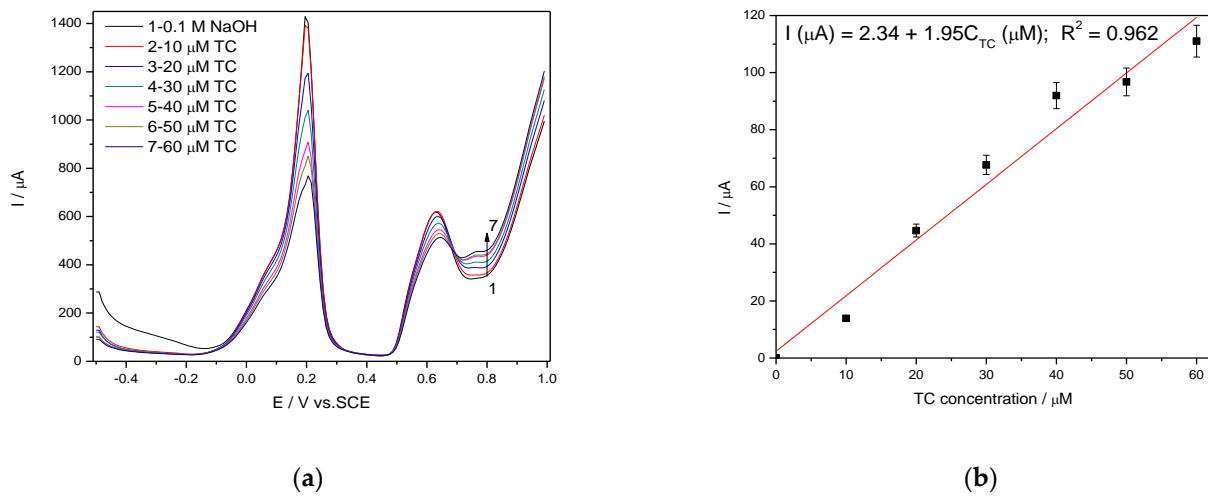 1-0.1 M NaOH
2-10 μM TC
3-20 μM TC
4-30 μM TC
5-40 μM TC
6-50 μM TC
7-60 μM TC
1400
1200
1000
800
600
400
200
0
I / μA
7
1
-0.4 -0.2 0.0 0.2 0.4 0.6 0.8 1.0
E / V vs.SCE
(a)
I (μA) = 2.34 + 1.95C_TC (μM); R² = 0.962
120
100
80
60
40
20
0
I / μA
0 10 20 30 40 50 60
TC concentration / μM
(b)